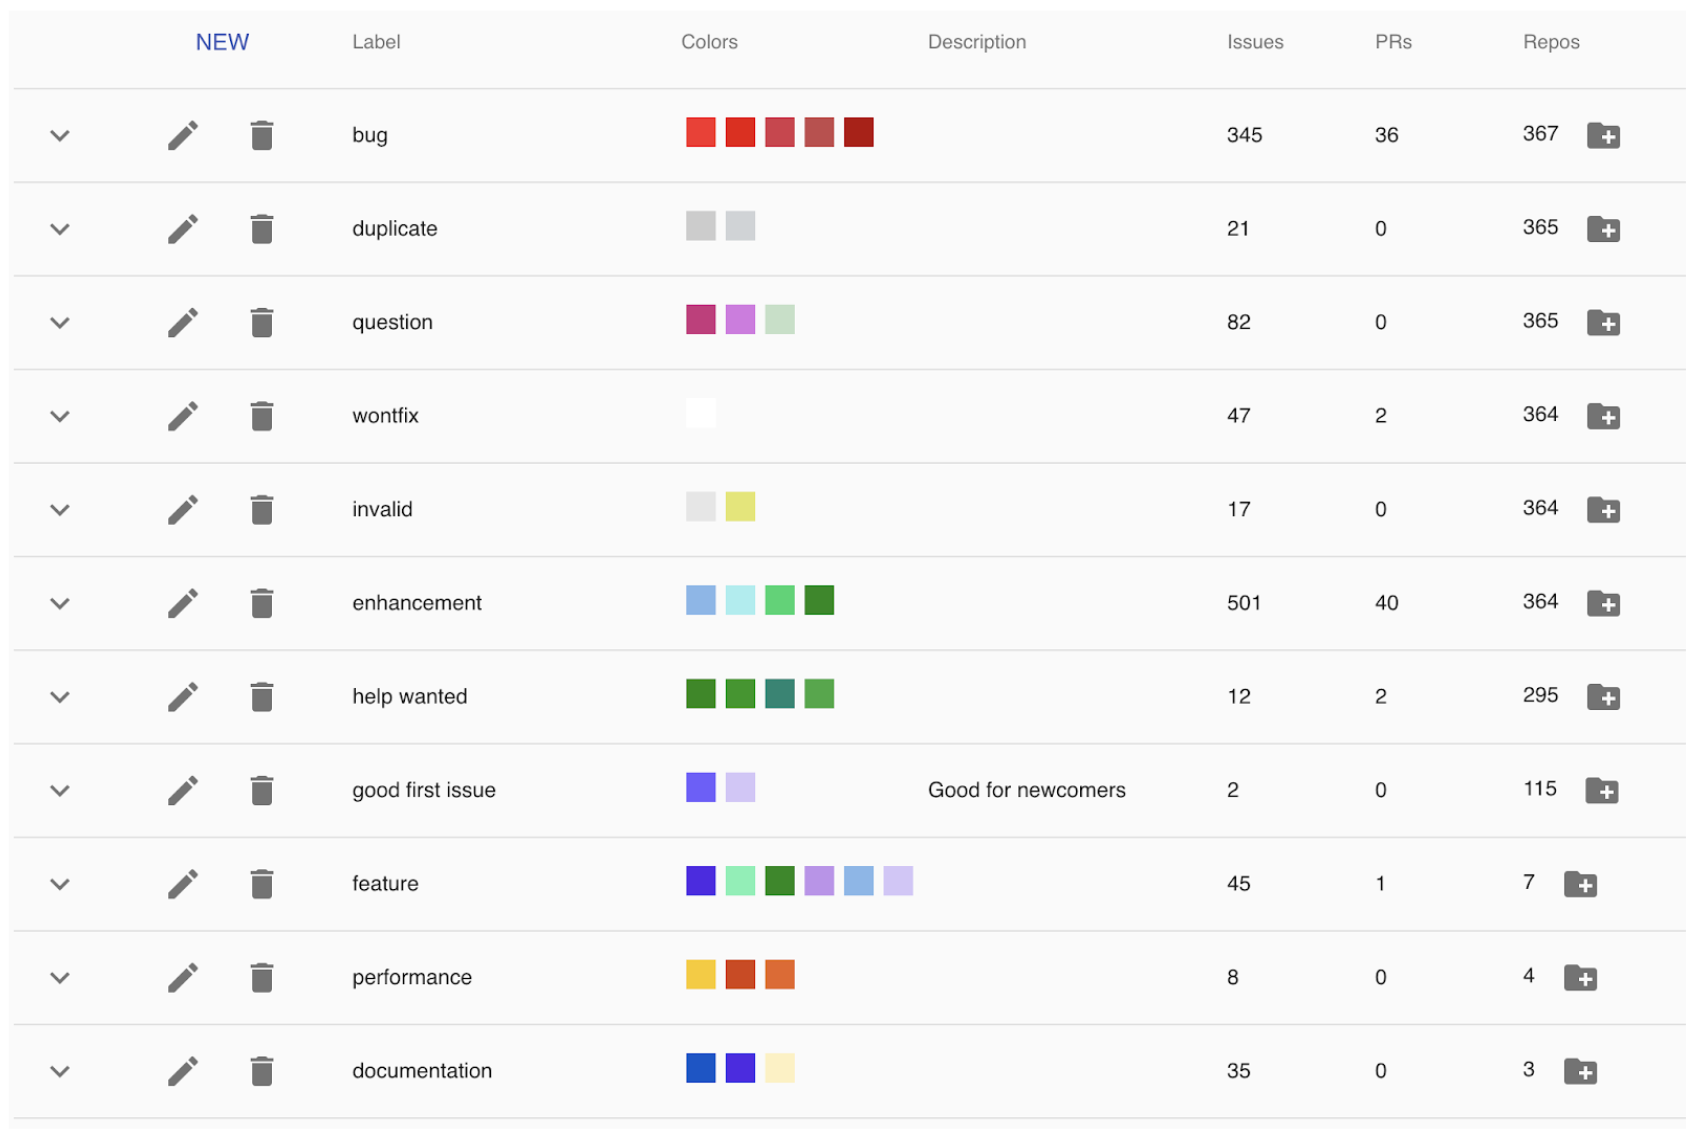 NEW Label Colors Description Issues PRs Repos
bug 345 36 367
duplicate 21 0 365
question 82 0 365
wontfix 47 2 364
invalid 17 0 364
enhancement 501 40 364
help wanted 12 2 295
good first issue Good for newcomers 2 0 115
feature 45 1 7
performance 8 0 4
documentation 35 0 3